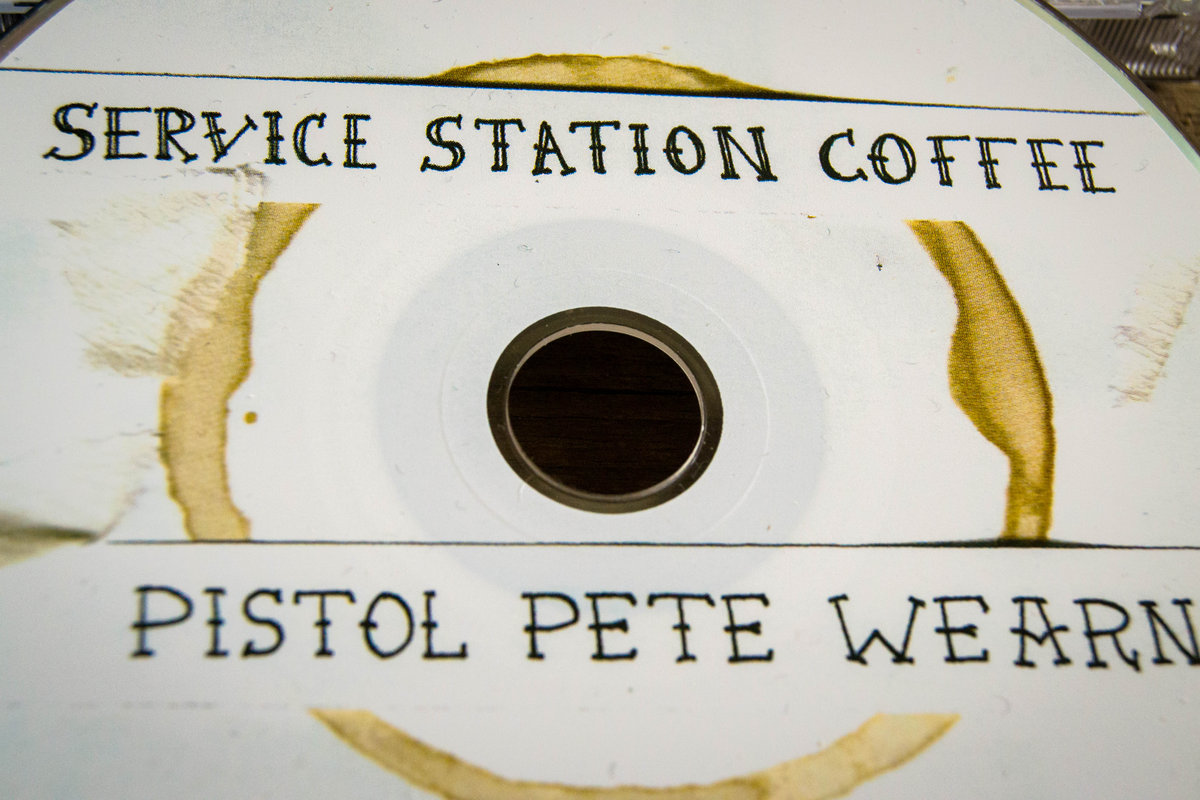 SERVICE STATION COFFEE
PISTOL PETE WEARN